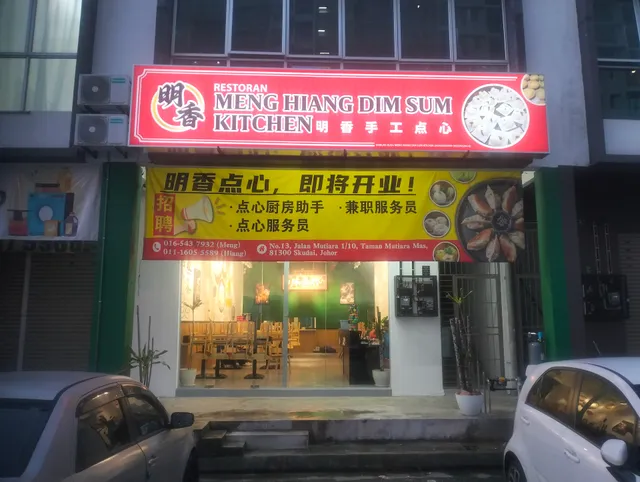 明香
RESTORAN
MENG HIANG DIM SUM
KITCHEN 明香手工点心
明香点心，即将开业！
招聘
·点心厨房助手 ·兼职服务员
·点心服务员
016-543 7932 (Meng)
011-1605 5589 (Hiang)
No.13, Jalan Mutiara 1/10, Taman Mutiara Mas,
81300 Skudai, Johor